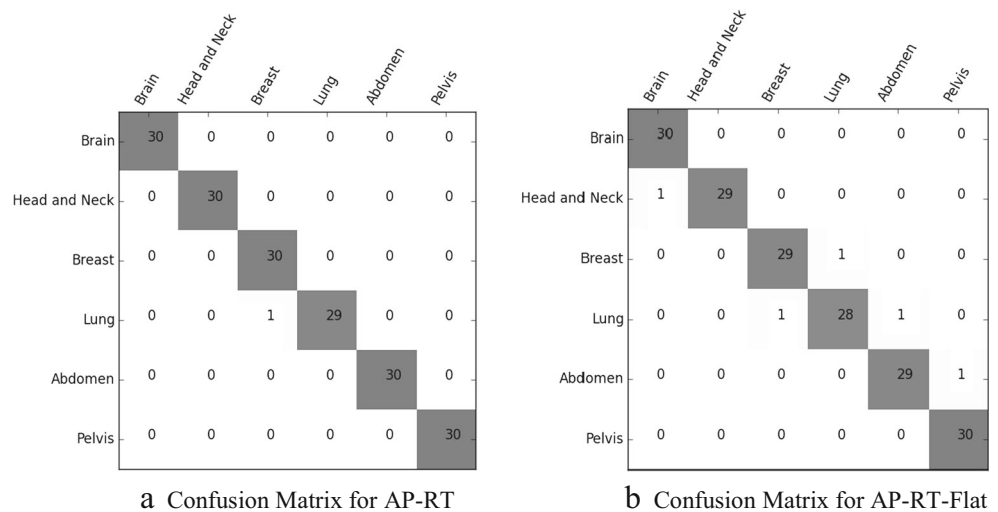 Brain Head and Neck Breast Lung Abdomen Pelvis
Brain 30 0 0 0 0 0
Head and Neck 0 30 0 0 0 0
Breast 0 0 30 0 0 0
Lung 0 0 1 29 0 0
Abdomen 0 0 0 0 30 0
Pelvis 0 0 0 0 0 30
a Confusion Matrix for AP-RT
Brain Head and Neck Breast Lung Abdomen Pelvis
Brain 30 0 0 0 0 0
Head and Neck 1 29 0 0 0 0
Breast 0 0 29 1 0 0
Lung 0 0 1 28 1 0
Abdomen 0 0 0 0 29 1
Pelvis 0 0 0 0 0 30
b Confusion Matrix for AP-RT-Flat